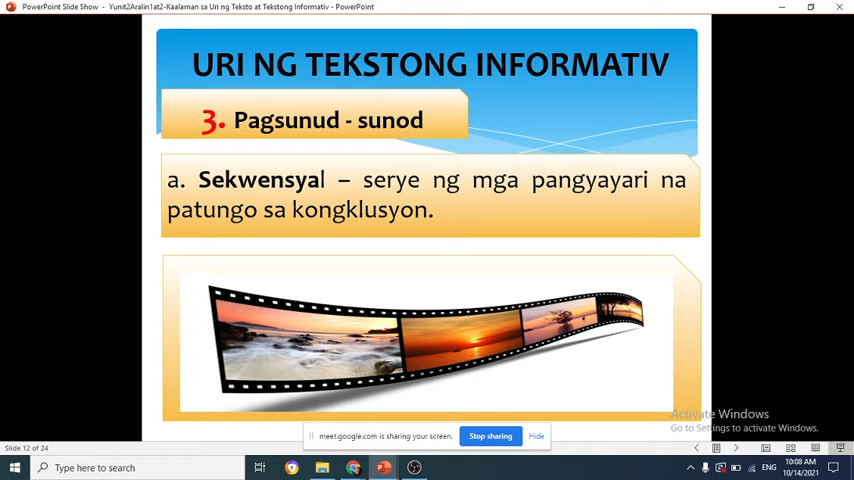 PowerPoint Slide Show - Yunit2Aralin1at2-Kaalaman sa Uri ng Teksto at Tekstong Informativ - PowerPoint
URI NG TEKSTONG INFORMATIV
3. Pagsunud - sunod
a. Sekwensyal – serye ng mga pangyayari na
patungo sa kongklusyon.
Activate Windows
Go to Settings to activate Windows.
meet.google.com is sharing your screen.
Stop sharing
Hide
Slide 12 of 24
Type here to search
ENG
10:08 AM
10/14/2021